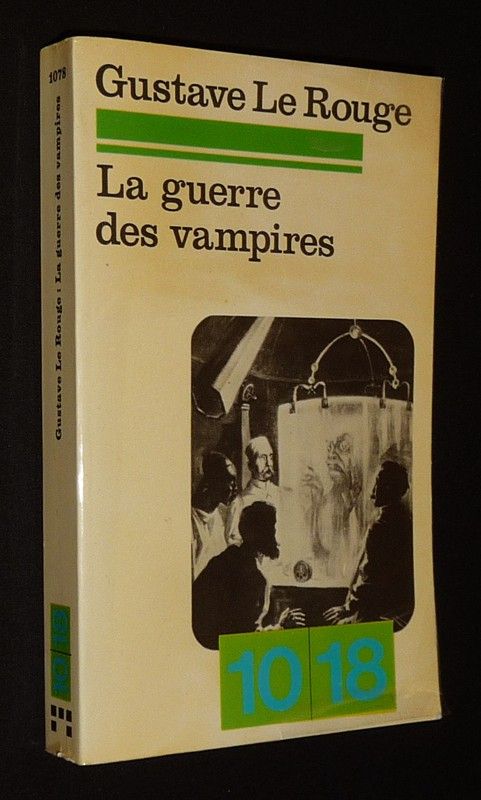 Gustave Le Rouge
La guerre
des vampires
10 18
1078
Gustave Le Rouge : La guerre des vampires
10 18